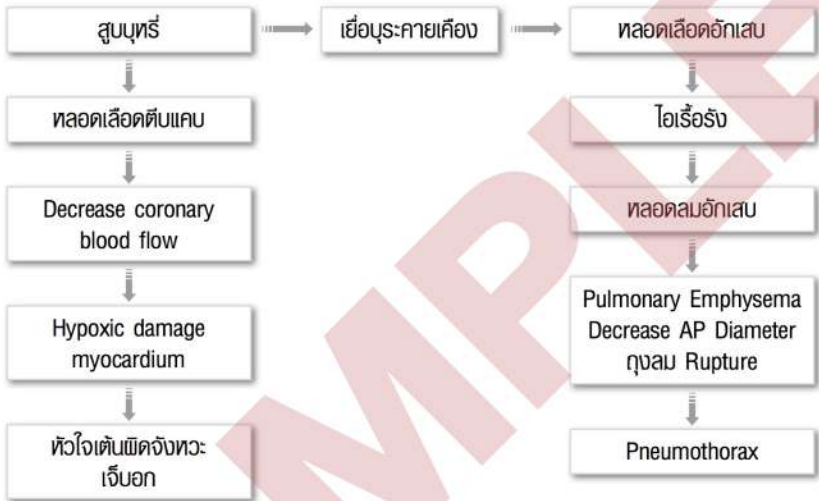 สูบบุหรี่
เยื่อบุระคายเคือง
หลอดเลือดอักเสบ
หลอดเลือดตีบแคบ
Decrease coronary
blood flow
Hypoxic damage
myocardium
หัวใจเต้นผิดจังหวะ
เจ็บอก
ไอเรื้อรัง
หลอดลมอักเสบ
Pulmonary Emphysema
Decrease AP Diameter
ถุงลม Rupture
Pneumothorax
MPLE